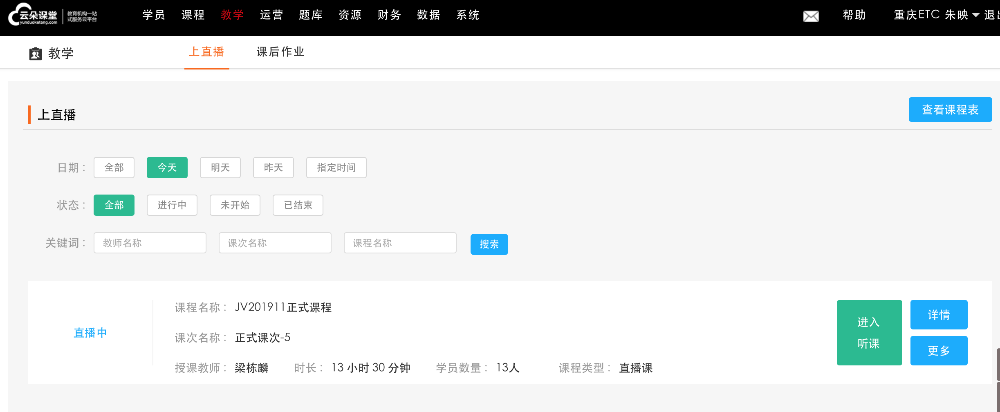 云朵课堂 yunduoketang.com 教育机构一站式服务云平台
学员 课程 教学 运营 题库 资源 财务 数据 系统 帮助 重庆ETC 朱映 退出
教学 上直播 课后作业
上直播 查看课程表
日期： 全部 今天 明天 昨天 指定时间
状态： 全部 进行中 未开始 已结束
关键词： 教师名称 课次名称 课程名称 搜索
直播中
课程名称： JV201911正式课程
课次名称： 正式课次-5
授课教师： 梁栋麟 时长： 13 小时 30 分钟 学员数量： 13人 课程类型： 直播课
进入
听课
详情
更多